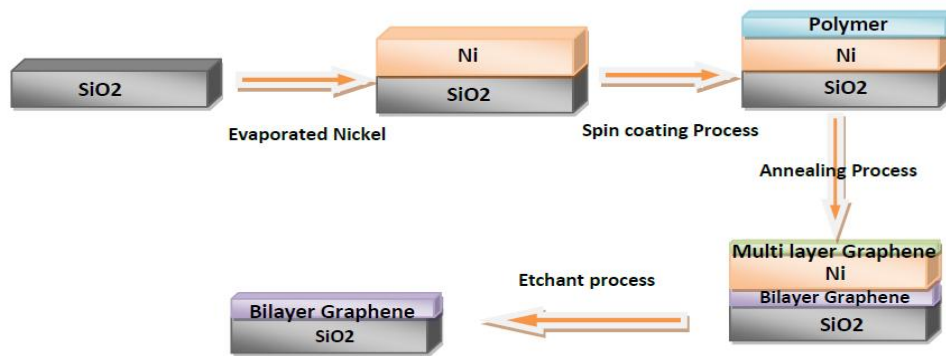 SiO2
Evaporated Nickel
Ni
SiO2
Spin coating Process
Polymer
Ni
SiO2
Annealing Process
Multi layer Graphene
Ni
Bilayer Graphene
SiO2
Etchant process
Bilayer Graphene
SiO2